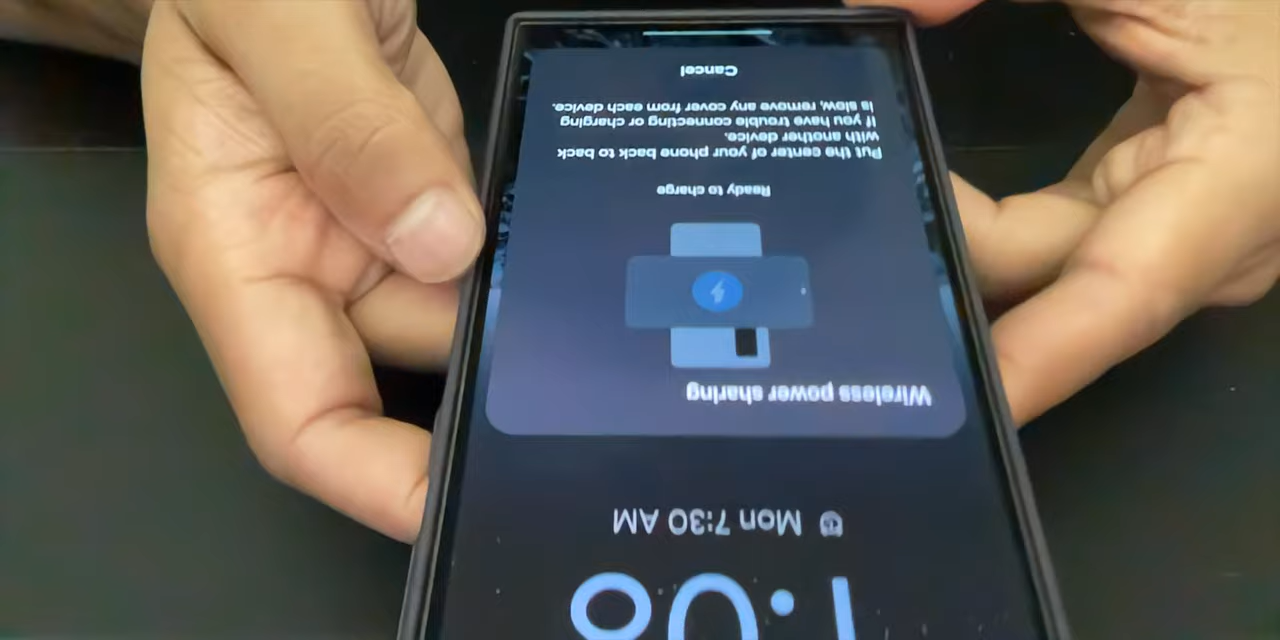 Mon 7:30 AM
Wireless power sharing
Ready to charge
Put the center of your phone back to back
with another device.
If you have trouble connecting or charging
is slow, remove any cover from each device.
Cancel